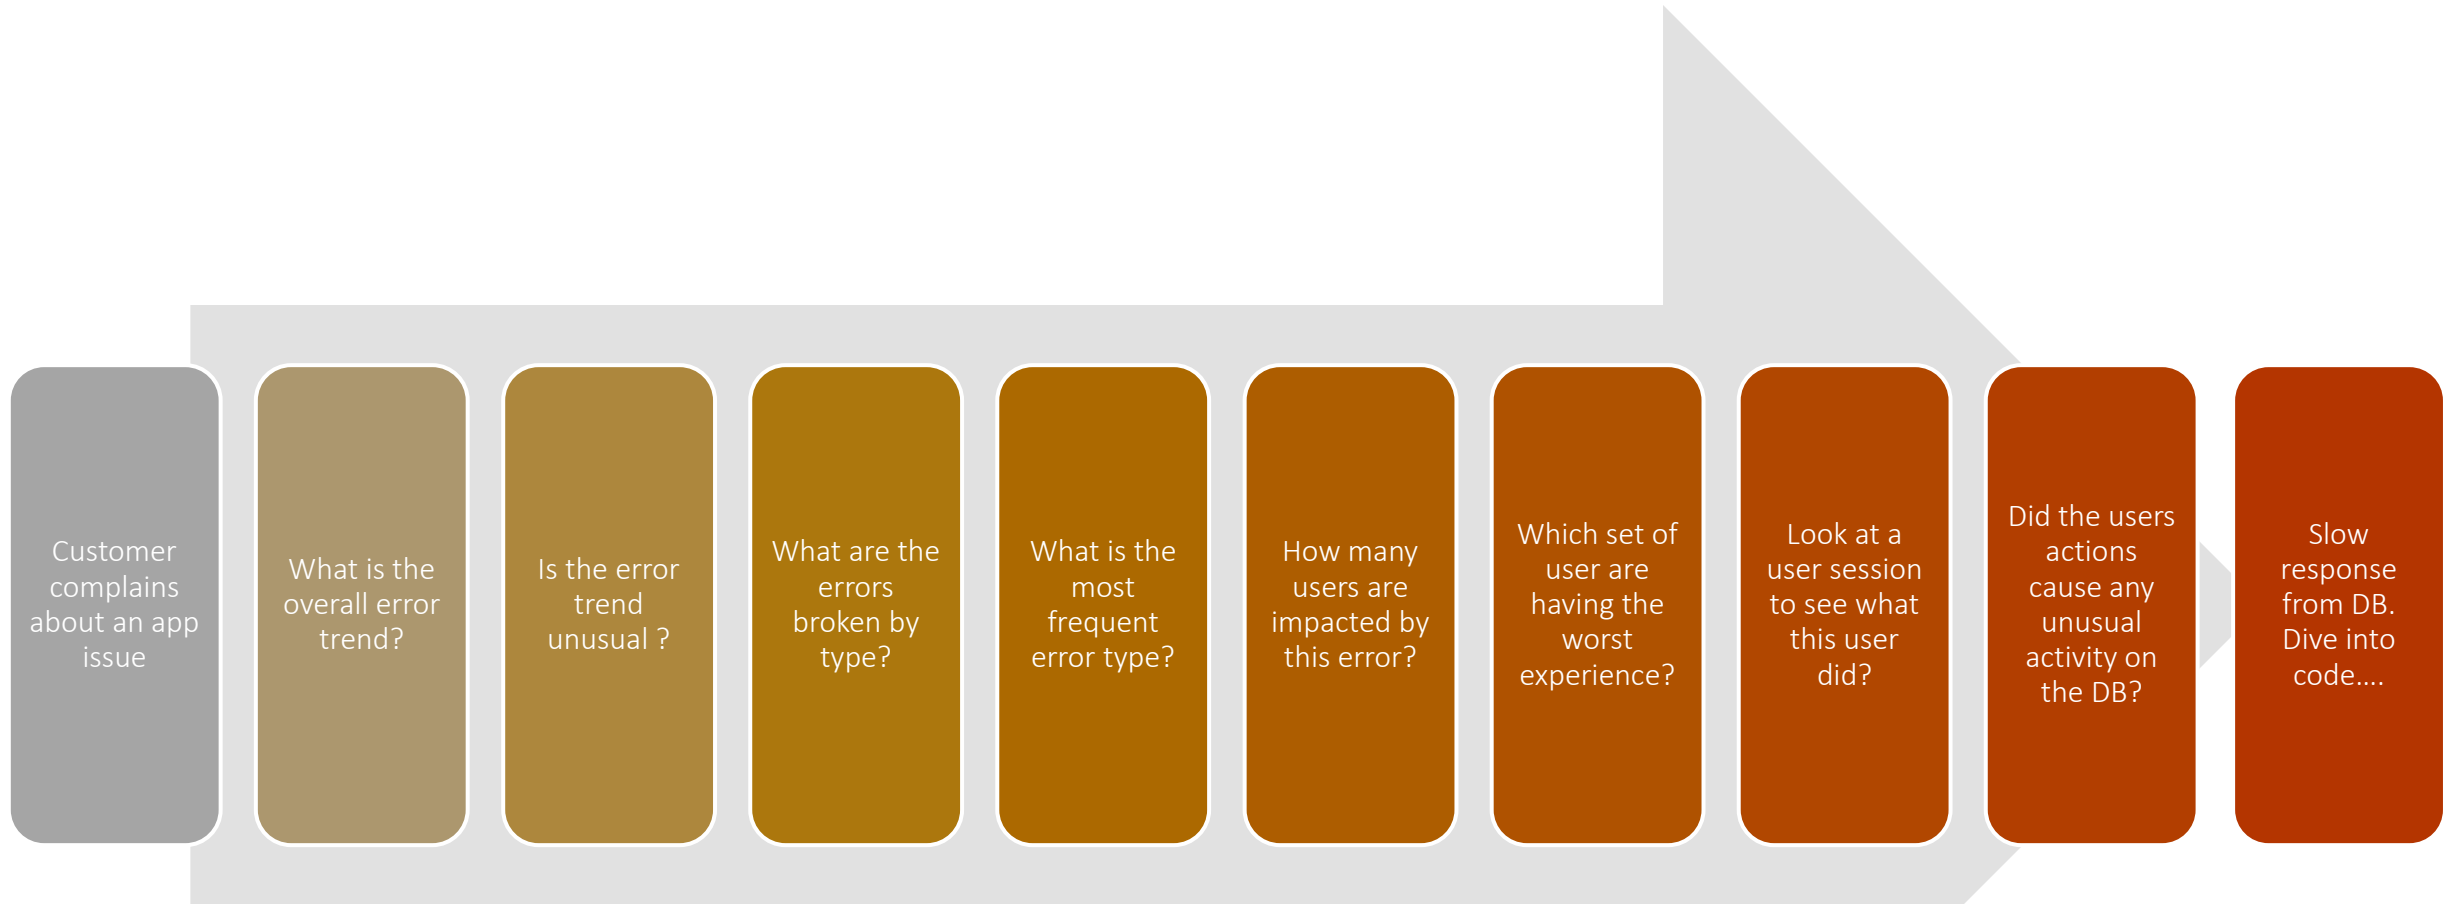 Customer
complains
about an app
issue
What is the
overall error
trend?
Is the error
trend
unusual ?
What are the
errors
broken by
type?
What is the
most
frequent
error type?
How many
users are
impacted by
this error?
Which set of
user are
having the
worst
experience?
Look at a
user session
to see what
this user
did?
Did the users
actions
cause any
unusual
activity on
the DB?
Slow
response
from DB.
Dive into
code....